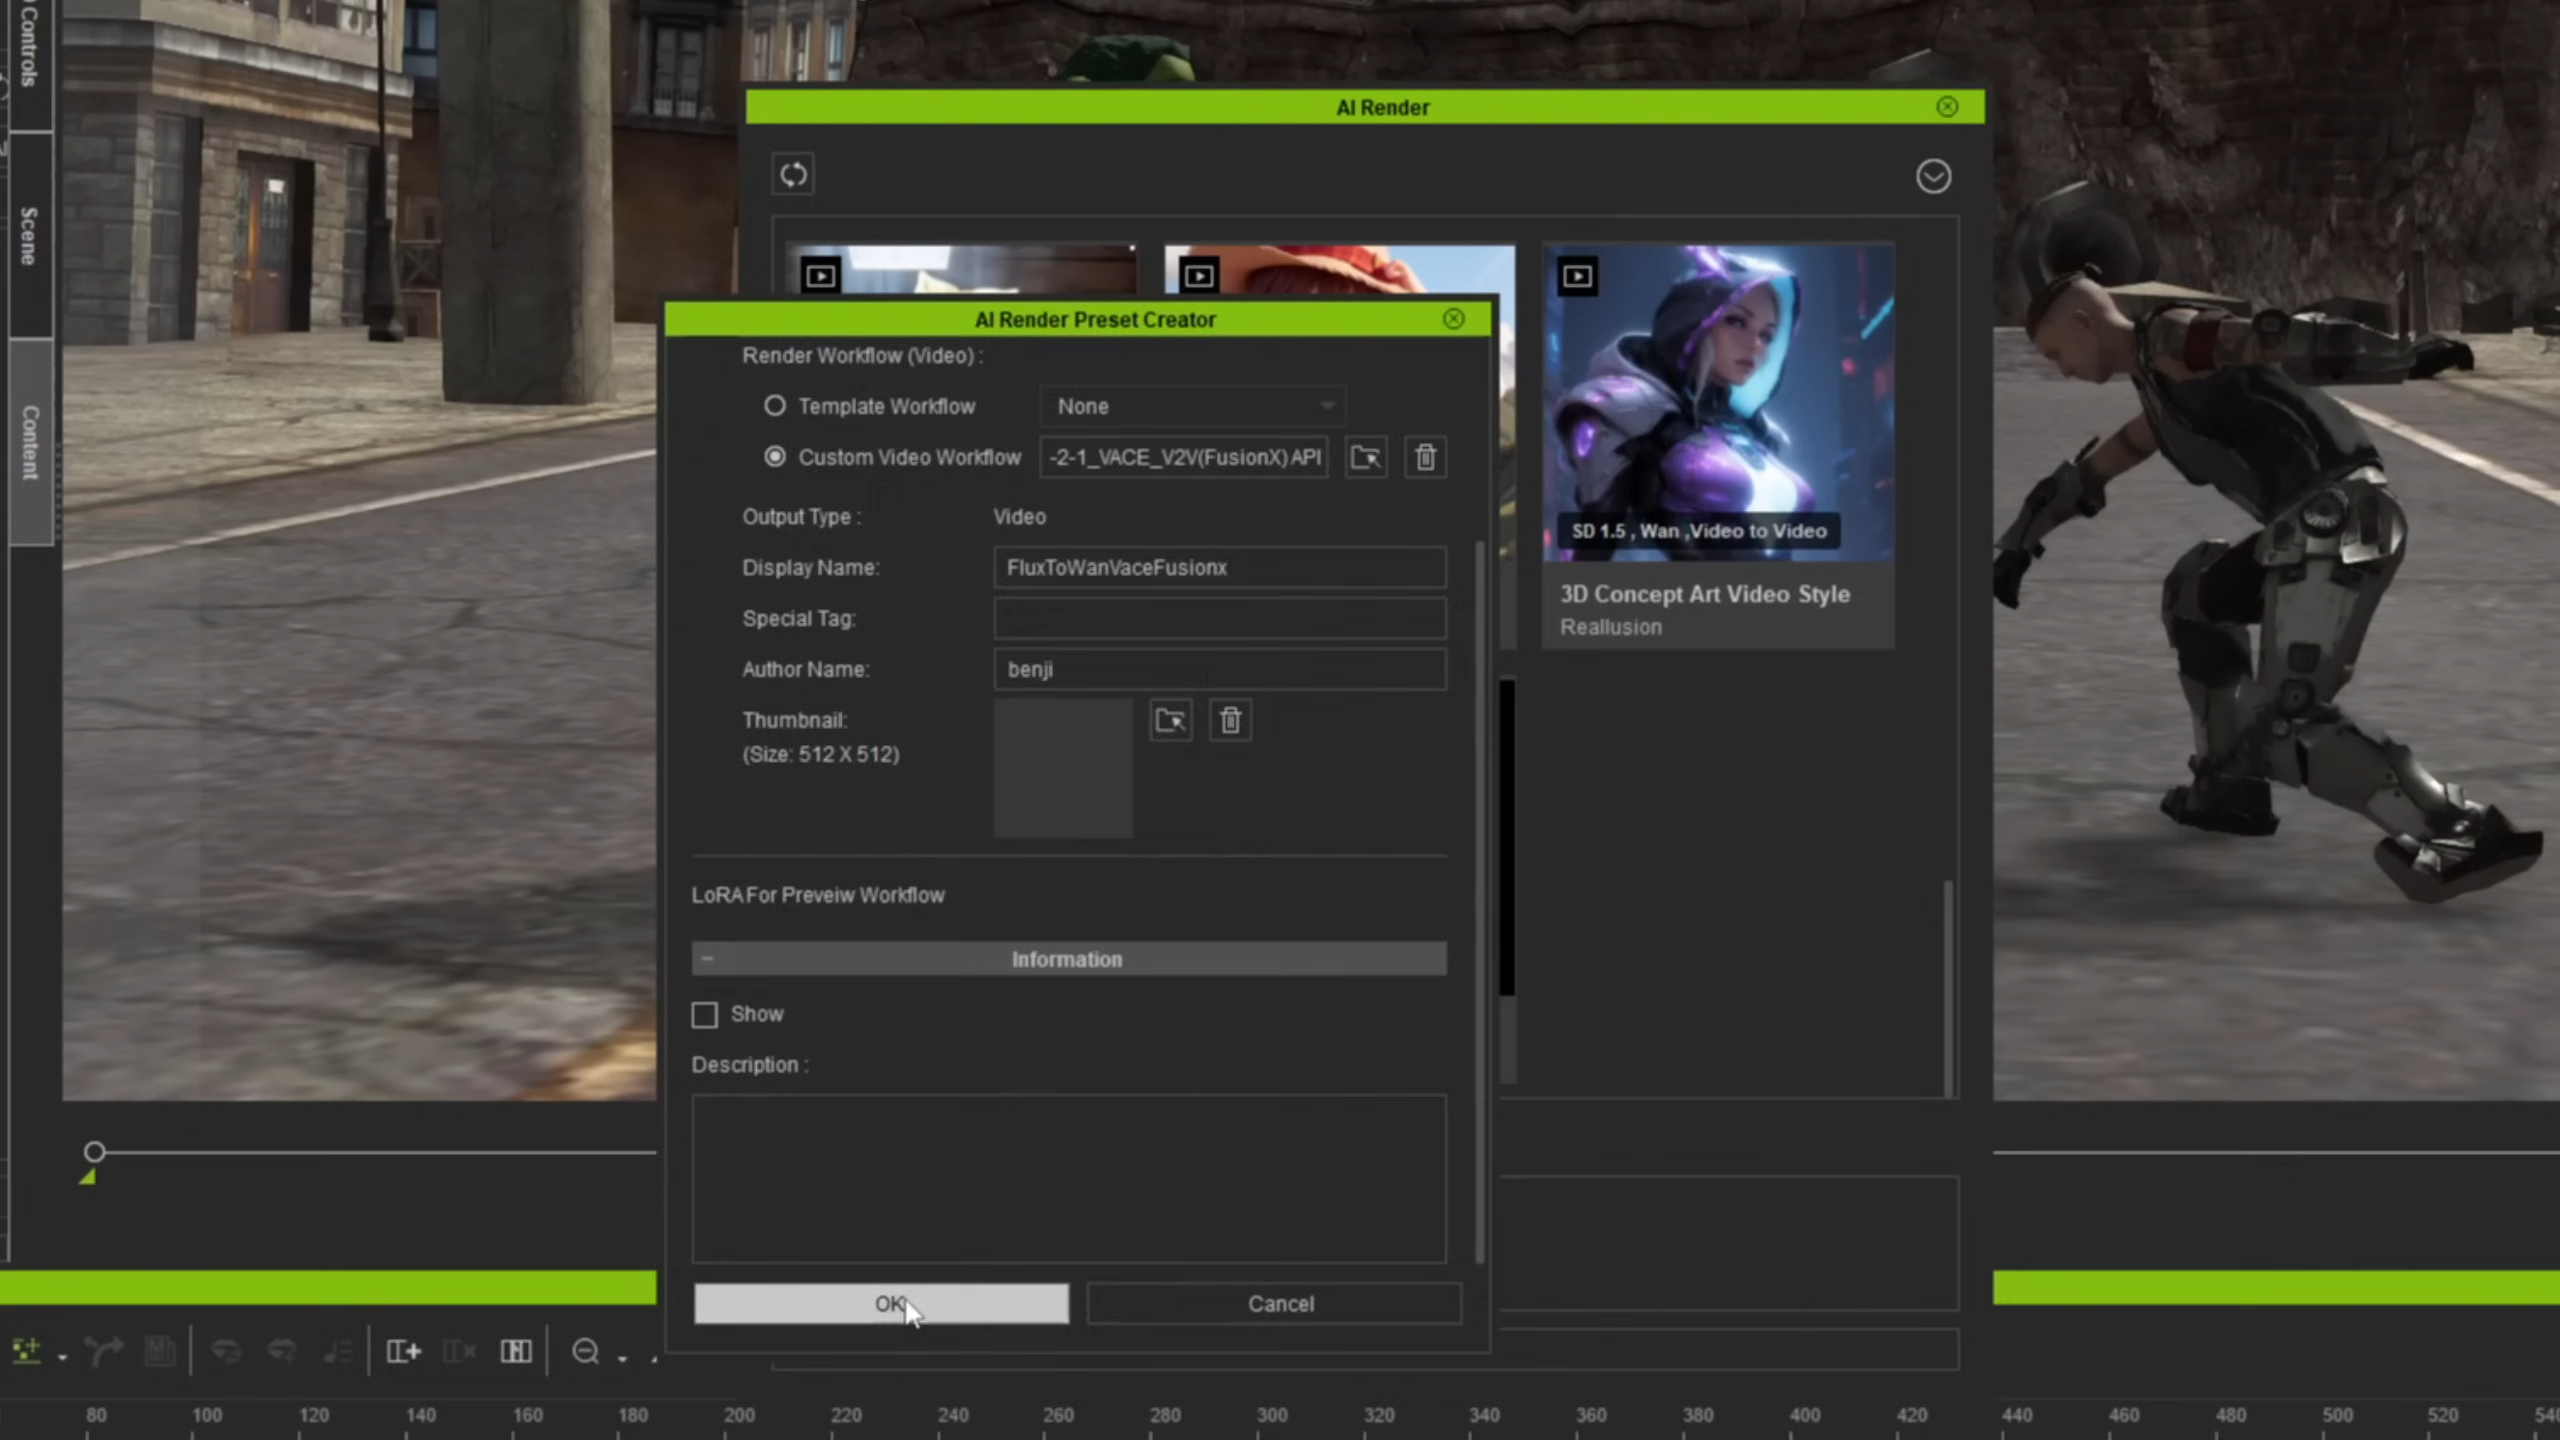 Controls
Scene
Content
AI Render
AI Render Preset Creator
Render Workflow (Video) :
Template Workflow
None
Custom Video Workflow
-2-1_VACE_V2V(FusionX) API
Output Type :
Video
Display Name:
FluxToWanVaceFusionx
Special Tag:
Author Name:
benji
Thumbnail:
(Size: 512 X 512)
LoRA For Preveiw Workflow
Information
Show
Description :
OK
Cancel
SD 1.5 , Wan ,Video to Video
3D Concept Art Video Style
Reallusion
80 100 120 140 160 180 200 220 240 260 280 300 320 340 360 380 400 420 440 460 480 500 520 540